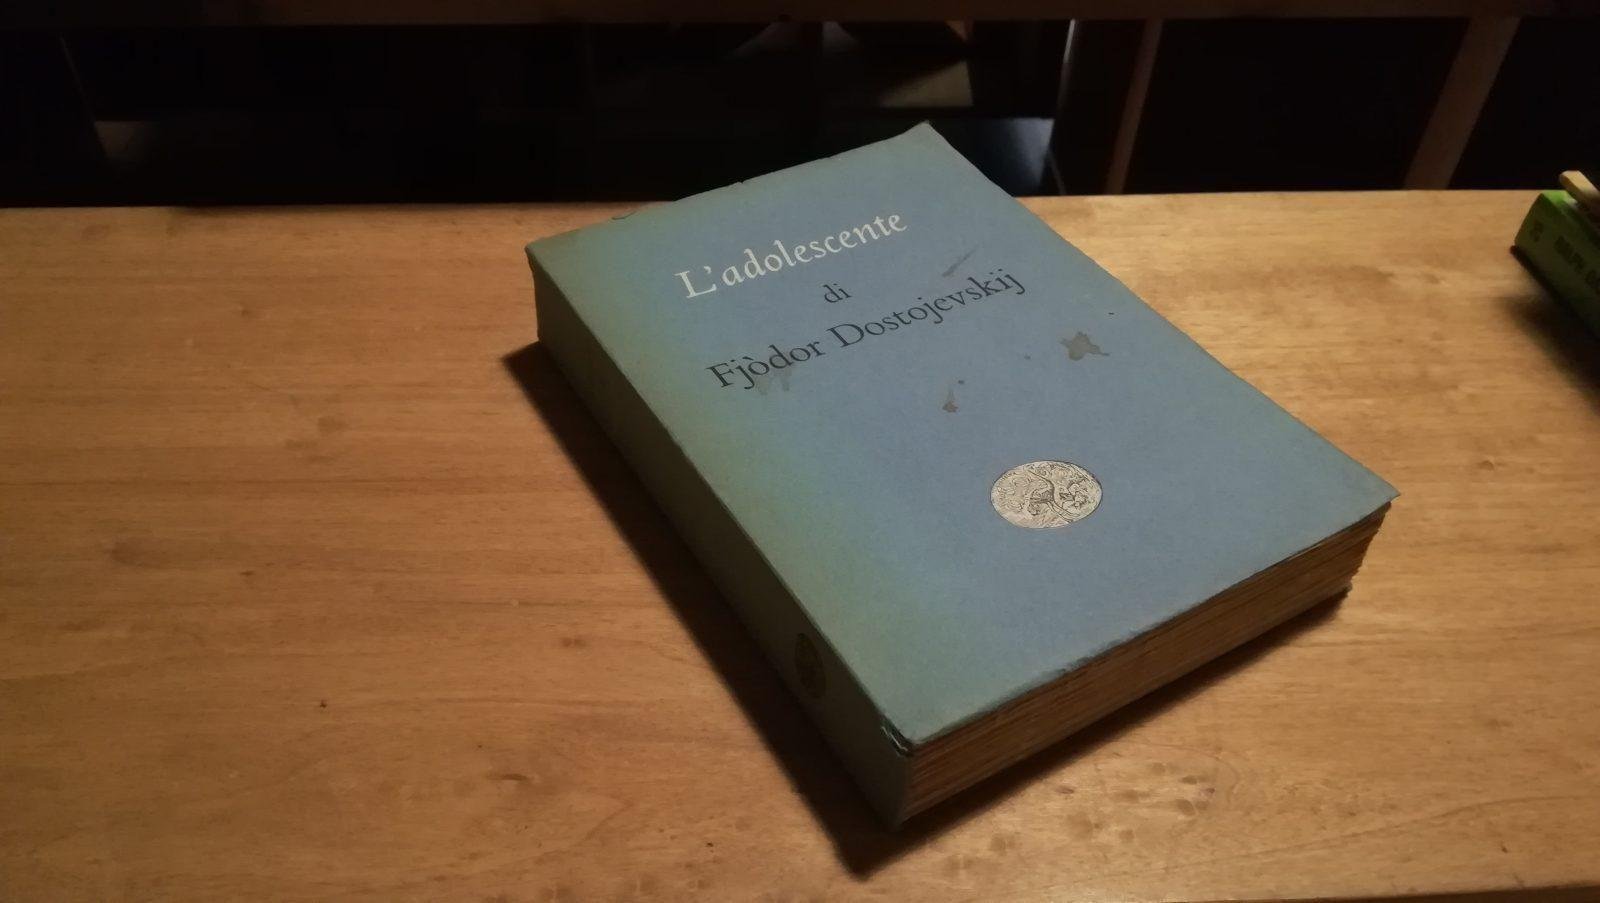 L'adolescente
di
Fjòdor Dostojevskij